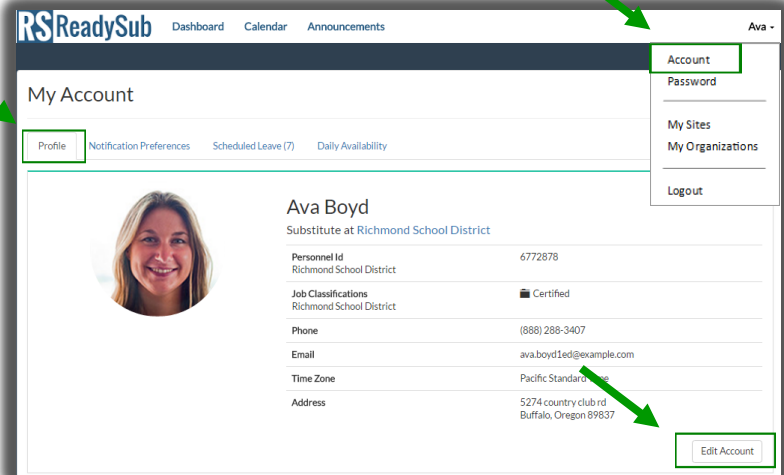 RS ReadySub Dashboard Calendar Announcements Ava
Account
Password
My Sites
My Organizations
Logout
My Account
Profile Notification Preferences Scheduled Leave (7) Daily Availability
Ava Boyd
Substitute at Richmond School District
Personnel Id 6772878
Richmond School District
Job Classifications Certified
Richmond School District
Phone (888) 288-3407
Email ava.boyd1ed@example.com
Time Zone Pacific Standard
Address 5274 country club rd
Buffalo, Oregon 89837
Edit Account